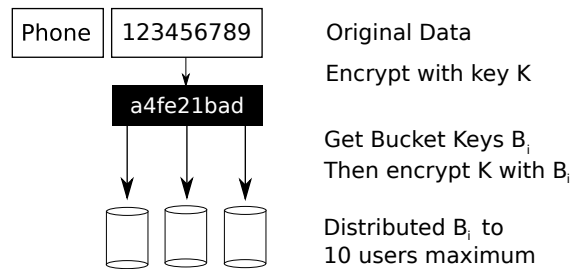 Phone 123456789 Original Data
Encrypt with key K
a4fe21bad
Get Bucket Keys Bi
Then encrypt K with Bi
Distributed Bi to
10 users maximum